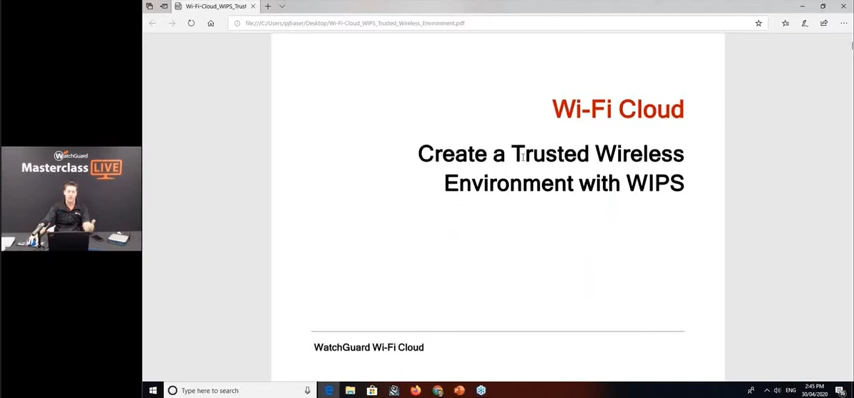 Wi-Fi-Cloud_WIPS_Trust
file:///C:/Users/gjfraser/Desktop/Wi-Fi-Cloud_WIPS_Trusted_Wireless_Environment.pdf
Wi-Fi Cloud
Create a Trusted Wireless
Environment with WIPS
WatchGuard
Masterclass LIVE
WatchGuard Wi-Fi Cloud
Type here to search
ENG
2:45 PM
30/04/2020